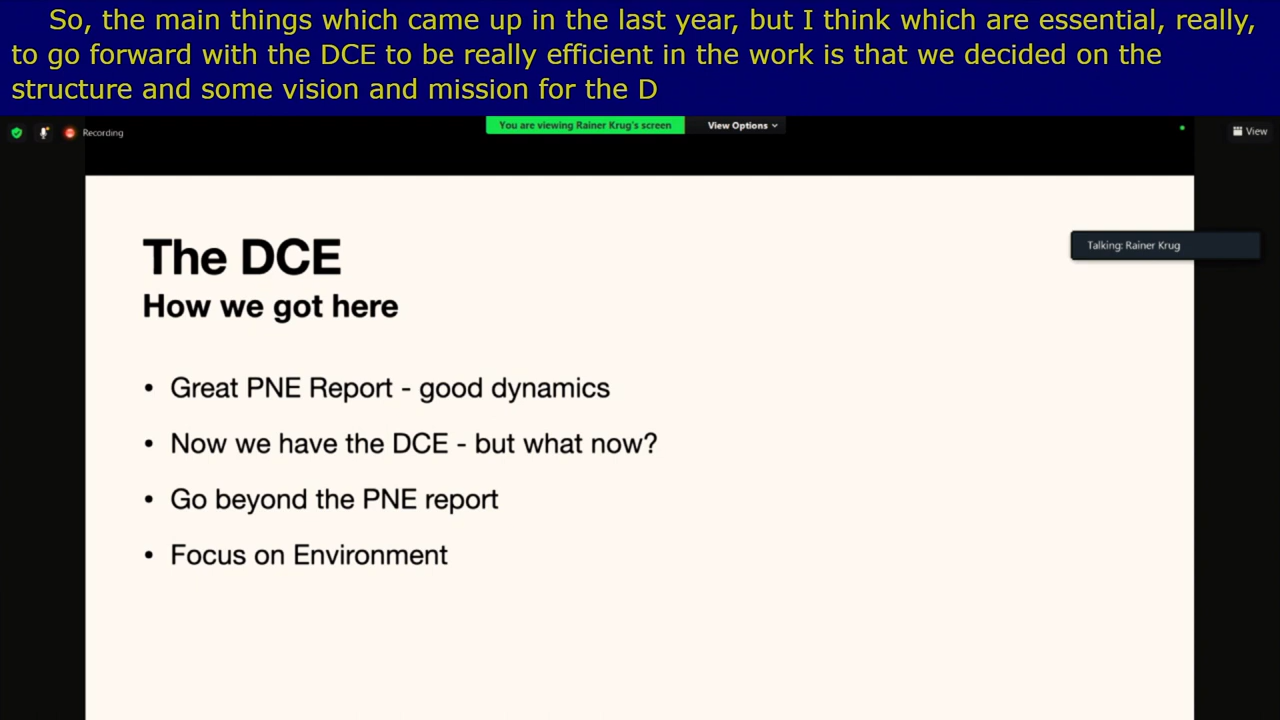 So, the main things which came up in the last year, but I think which are essential, really,
to go forward with the DCE to be really efficient in the work is that we decided on the
structure and some vision and mission for the D
Recording
You are viewing Rainer Krug's screen
View Options
View
Talking: Rainer Krug
The DCE
How we got here
• Great PNE Report - good dynamics
• Now we have the DCE - but what now?
• Go beyond the PNE report
• Focus on Environment